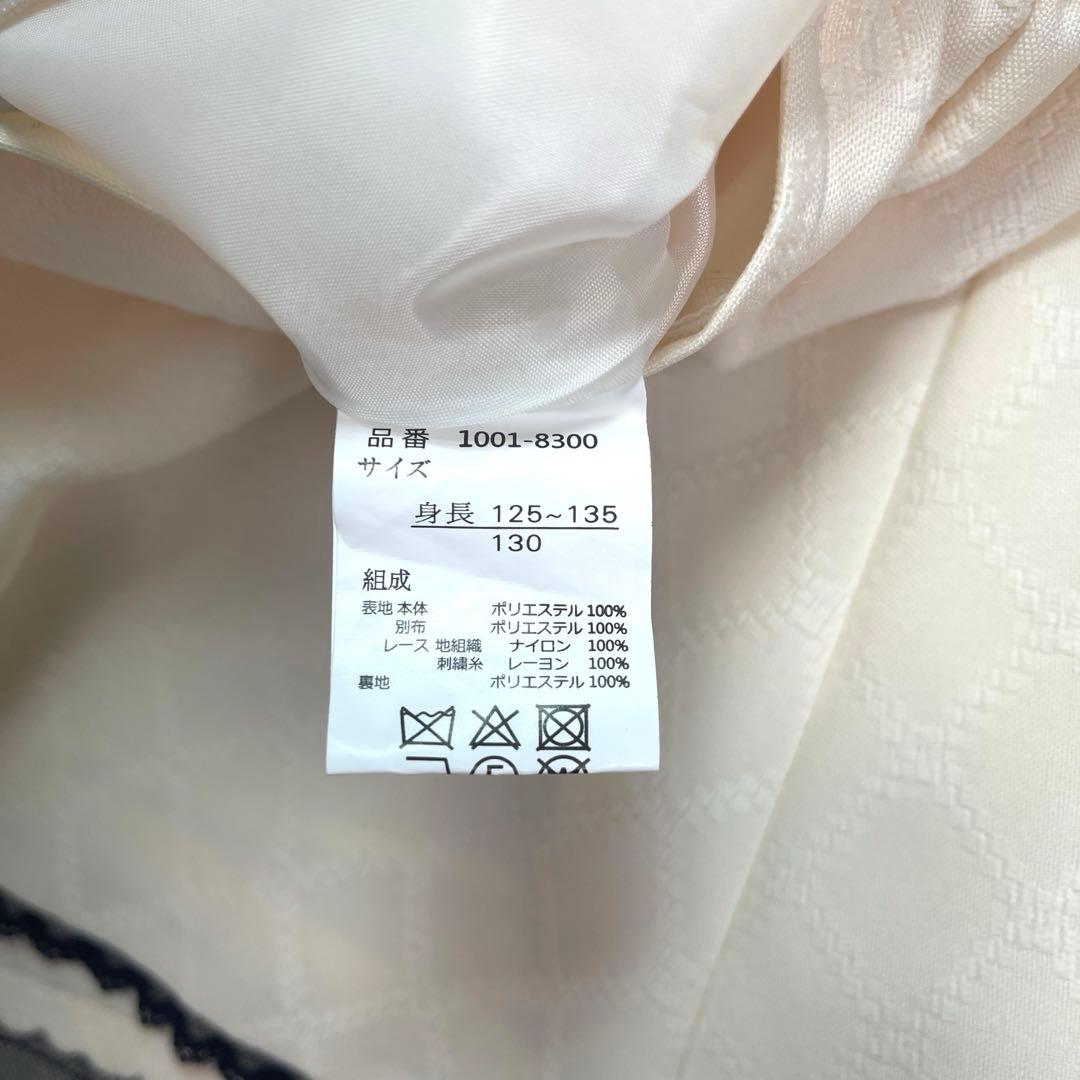 品番 1001-8300
サイズ
身長 125~135
130
組成
表地 本体 ポリエステル 100%
別布 ポリエステル 100%
レース 地組織 ナイロン 100%
刺繍糸 レーヨン 100%
裏地 ポリエステル 100%